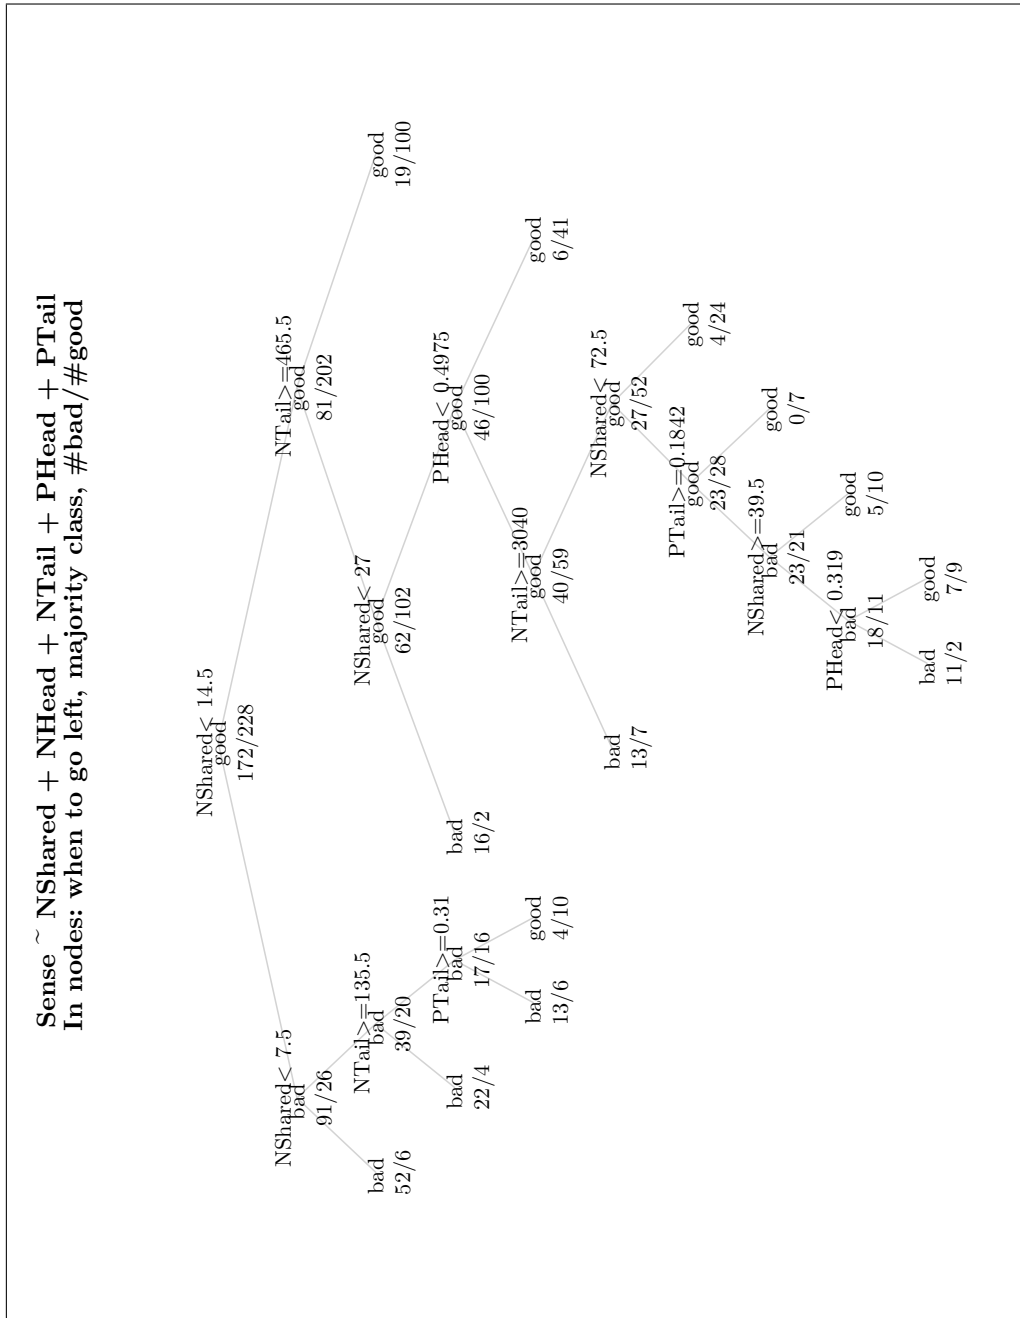 Sense ~ NShared + NHead + NTail + PHead + PTail
In nodes: when to go left, majority class, #bad/#good
NShared< 14.5
good
172/228
NShared< 7.5
bad
91/26
NTail>=465.5
good
81/202
bad
52/6
NTail>=135.5
bad
39/20
NShared< 27
good
62/102
good
19/100
bad
22/4
PTail>=0.31
bad
17/16
bad
16/2
PHead< 0.4975
good
46/100
bad
13/6
good
4/10
NTail>=3040
good
40/59
good
6/41
bad
13/7
NShared< 72.5
good
27/52
PTail>=0.1842
good
23/28
good
4/24
NShared>=39.5
bad
23/21
good
0/7
PHead< 0.319
bad
18/11
good
5/10
bad
11/2
good
7/9